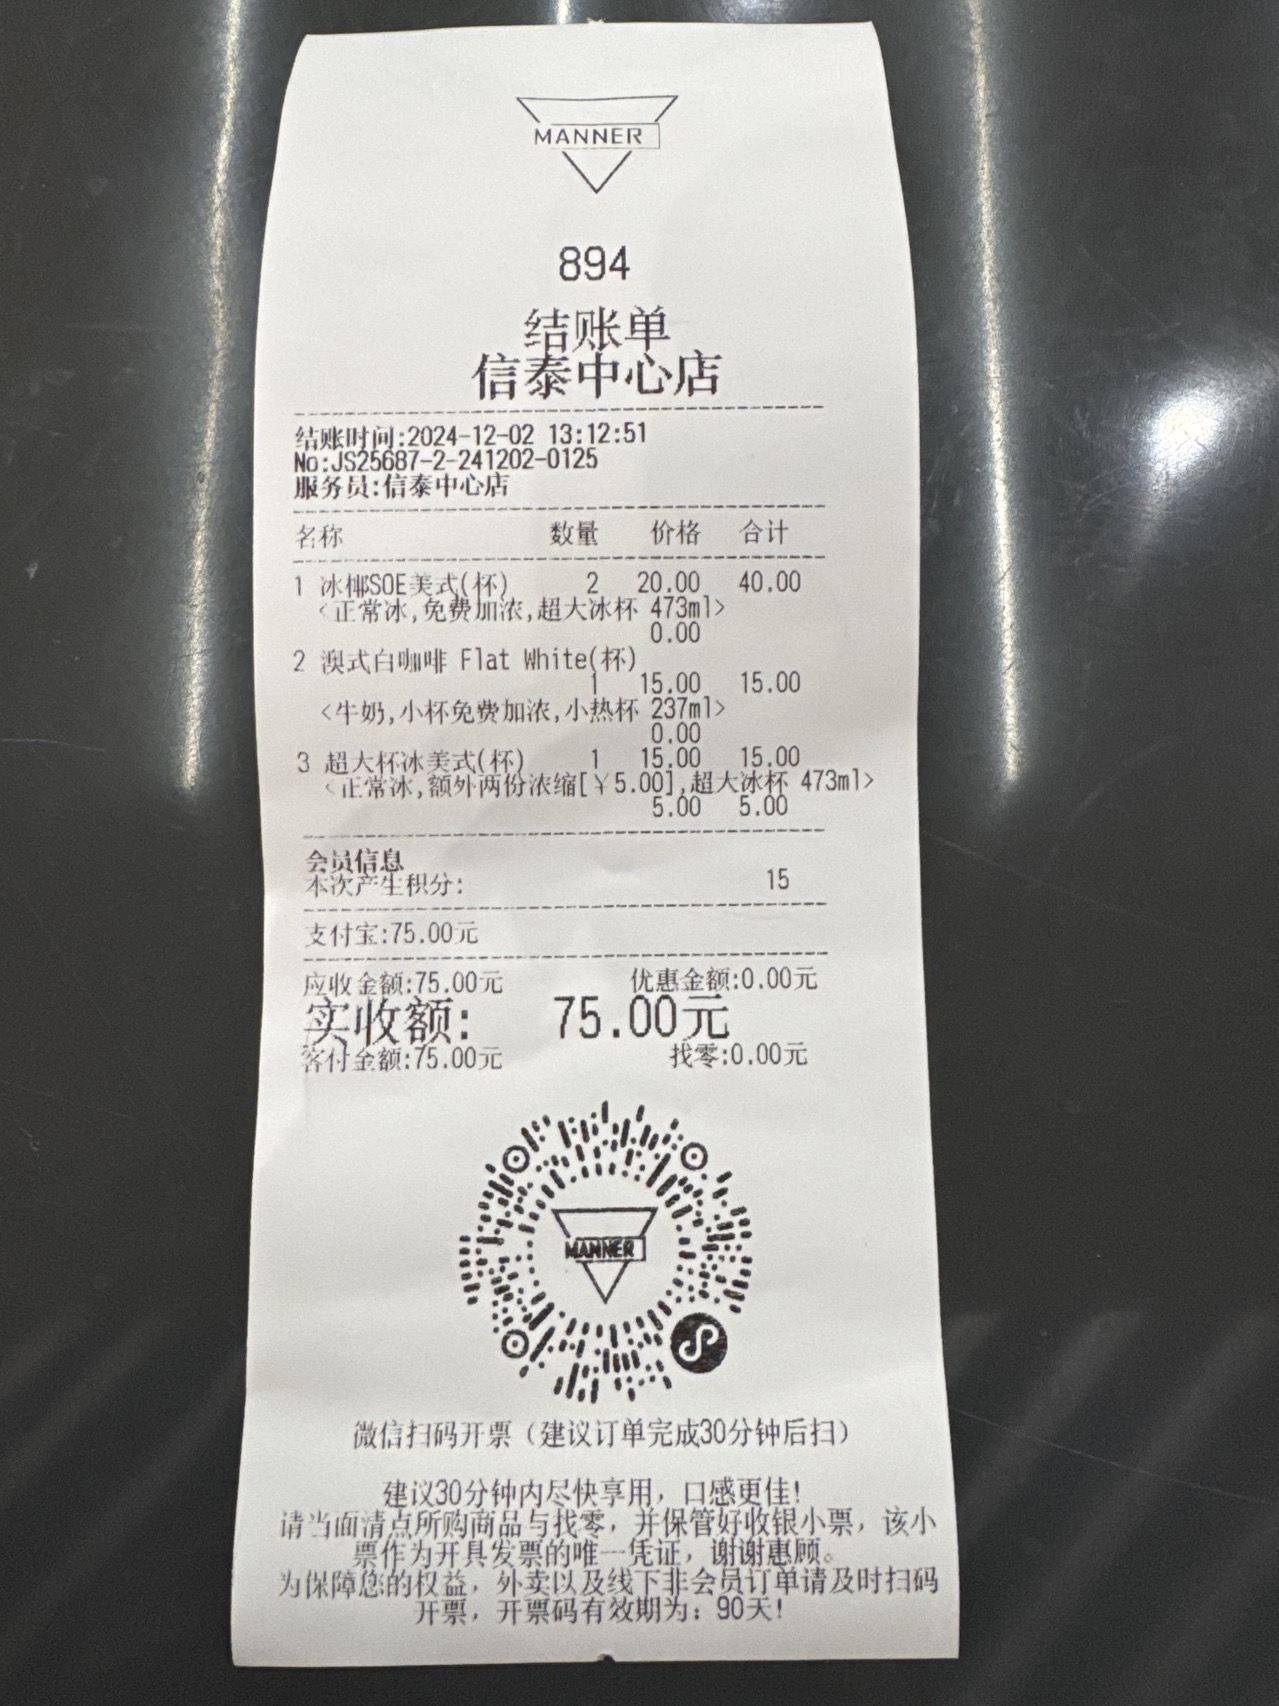 MANNER
894
结账单
信泰中心店
结账时间:2024-12-02 13:12:51
No:JS25687-2-241202-0125
服务员:信泰中心店
名称 数量 价格 合计
1 冰椰SOE美式(杯) 2 20.00 40.00
<正常冰,免费加浓,超大冰杯 473ml>
0.00
2 澳式白咖啡 Flat White(杯)
1 15.00 15.00
<牛奶,小杯免费加浓,小热杯 237ml>
0.00
3 超大杯冰美式(杯) 1 15.00 15.00
<正常冰,额外两份浓缩[¥5.00],超大冰杯 473ml>
5.00 5.00
会员信息
本次产生积分: 15
支付宝:75.00元
应收金额:75.00元 优惠金额:0.00元
实收额: 75.00元
客付金额:75.00元 找零:0.00元
MANNER
微信扫码开票（建议订单完成30分钟后扫）
建议30分钟内尽快享用，口感更佳!
请当面清点所购商品与找零，并保管好收银小票，该小
票作为开具发票的唯一凭证，谢谢惠顾。
为保障您的权益，外卖以及线下非会员订单请及时扫码
开票，开票码有效期为：90天!